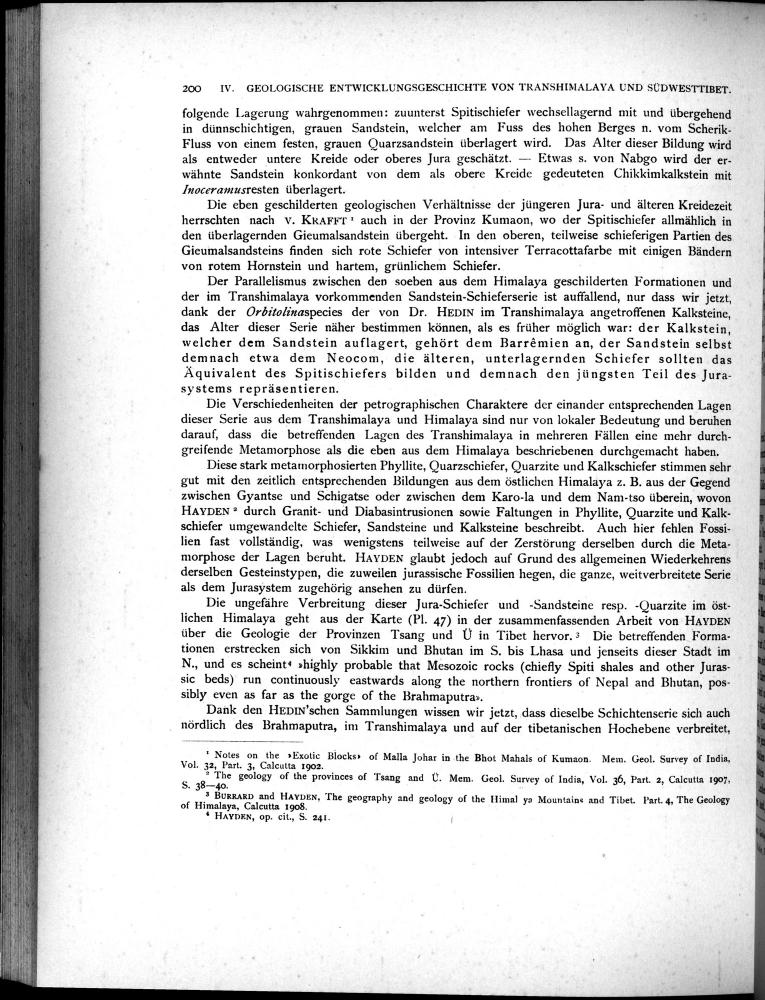 200 IV. GEOLOGISCHE ENTWICKLUNGSGESCHICHTE VON TRANSHIMALAYA UND SÜDWESTTIBET.
folgende Lagerung wahrgenommen: zuunterst Spitischiefer wechsellagernd mit und übergehend
in dünnschichtigen, grauen Sandstein, welcher am Fuss des hohen Berges n. vom Scherik-
Fluss von einem festen, grauen Quarzsandstein überlagert wird. Das Alter dieser Bildung wird
als entweder untere Kreide oder oberes Jura geschätzt. — Etwas s. von Nabgo wird der er-
wähnte Sandstein konkordant von dem als obere Kreide gedeuteten Chikkimkalkstein mit
Inoceramusresten überlagert.
Die eben geschilderten geologischen Verhältnisse der jüngeren Jura- und älteren Kreidezeit
herrschten nach V. KRAFFT ¹ auch in der Provinz Kumaon, wo der Spitischiefer allmählich in
den überlagernden Gieumalsandstein übergeht. In den oberen, teilweise schieferigen Partien des
Gieumalsandsteins finden sich rote Schiefer von intensiver Terracottafarbe mit einigen Bändern
von rotem Hornstein und hartem, grünlichem Schiefer.
Der Parallelismus zwischen den soeben aus dem Himalaya geschilderten Formationen und
der im Transhimalaya vorkommenden Sandstein-Schieferserie ist auffallend, nur dass wir jetzt,
dank der Orbitolinaspecies der von Dr. HEDIN im Transhimalaya angetroffenen Kalksteine,
das Alter dieser Serie näher bestimmen können, als es früher möglich war: der Kalkstein,
welcher dem Sandstein auflagert, gehört dem Barrêmien an, der Sandstein selbst
demnach etwa dem Neocom, die älteren, unterlagernden Schiefer sollten das
Äquivalent des Spitischiefers bilden und demnach den jüngsten Teil des Jura-
systems repräsentieren.
Die Verschiedenheiten der petrographischen Charaktere der einander entsprechenden Lagen
dieser Serie aus dem Transhimalaya und Himalaya sind nur von lokaler Bedeutung und beruhen
darauf, dass die betreffenden Lagen des Transhimalaya in mehreren Fällen eine mehr durch-
greifende Metamorphose als die eben aus dem Himalaya beschriebenen durchgemacht haben.
Diese stark metamorphosierten Phyllite, Quarzschiefer, Quarzite und Kalkschiefer stimmen sehr
gut mit den zeitlich entsprechenden Bildungen aus dem östlichen Himalaya z. B. aus der Gegend
zwischen Gyantse und Schigatse oder zwischen dem Karo-la und dem Nam-tso überein, wovon
HAYDEN ² durch Granit- und Diabasintrusionen sowie Faltungen in Phyllite, Quarzite und Kalk-
schiefer umgewandelte Schiefer, Sandsteine und Kalksteine beschreibt. Auch hier fehlen Fossi-
lien fast vollständig, was wenigstens teilweise auf der Zerstörung derselben durch die Meta-
morphose der Lagen beruht. HAYDEN glaubt jedoch auf Grund des allgemeinen Wiederkehrens
derselben Gesteinstypen, die zuweilen jurassische Fossilien hegen, die ganze, weitverbreitete Serie
als dem Jurasystem zugehörig ansehen zu dürfen.
Die ungefähre Verbreitung dieser Jura-Schiefer und -Sandsteine resp. -Quarzite im öst-
lichen Himalaya geht aus der Karte (Pl. 47) in der zusammenfassenden Arbeit von HAYDEN
über die Geologie der Provinzen Tsang und Ü in Tibet hervor. ³ Die betreffenden Forma-
tionen erstrecken sich von Sikkim und Bhutan im S. bis Lhasa und jenseits dieser Stadt im
N., und es scheint⁴ »highly probable that Mesozoic rocks (chiefly Spiti shales and other Juras-
sic beds) run continuously eastwards along the northern frontiers of Nepal and Bhutan, pos-
sibly even as far as the gorge of the Brahmaputra».
Dank den HEDIN'schen Sammlungen wissen wir jetzt, dass dieselbe Schichtenserie sich auch
nördlich des Brahmaputra, im Transhimalaya und auf der tibetanischen Hochebene verbreitet,
¹ Notes on the »Exotic Blocks» of Malla Johar in the Bhot Mahals of Kumaon. Mem. Geol. Survey of India,
Vol. 32, Part. 3, Calcutta 1902.
² The geology of the provinces of Tsang and Ü. Mem. Geol. Survey of India, Vol. 36, Part. 2, Calcutta 1907,
S. 38—40.
³ BURRARD and HAYDEN, The geography and geology of the Himal ya Mountains and Tibet. Part. 4, The Geology
of Himalaya, Calcutta 1908.
⁴ HAYDEN, op. cit., S. 241.